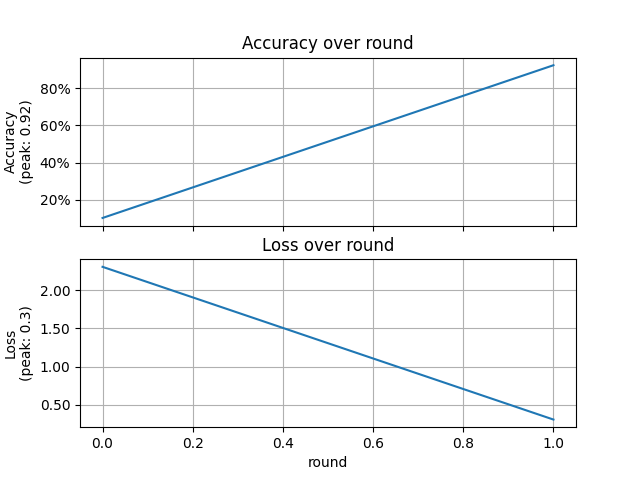 Accuracy over round
Accuracy
(peak: 0.92)
80%
60%
40%
20%
Loss over round
Loss
(peak: 0.3)
2.00
1.50
1.00
0.50
0.0 0.2 0.4 0.6 0.8 1.0
round